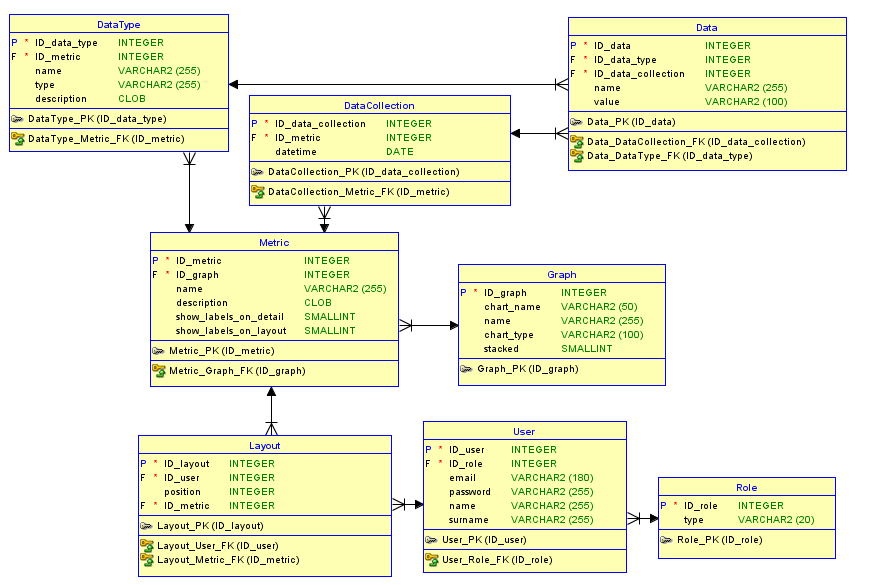 DataType
P * ID_data_type INTEGER
F * ID_metric INTEGER
name VARCHAR2 (255)
type VARCHAR2 (255)
description CLOB
DataType_PK (ID_data_type)
DataType_Metric_FK (ID_metric)
Data
P * ID_data INTEGER
F * ID_data_type INTEGER
F * ID_data_collection INTEGER
name VARCHAR2 (255)
value VARCHAR2 (100)
Data_PK (ID_data)
Data_DataCollection_FK (ID_data_collection)
Data_DataType_FK (ID_data_type)
DataCollection
P * ID_data_collection INTEGER
F * ID_metric INTEGER
datetime DATE
DataCollection_PK (ID_data_collection)
DataCollection_Metric_FK (ID_metric)
Metric
P * ID_metric INTEGER
F * ID_graph INTEGER
name VARCHAR2 (255)
description CLOB
show_labels_on_detail SMALLINT
show_labels_on_layout SMALLINT
Metric_PK (ID_metric)
Metric_Graph_FK (ID_graph)
Graph
P * ID_graph INTEGER
chart_name VARCHAR2 (50)
name VARCHAR2 (255)
chart_type VARCHAR2 (100)
stacked SMALLINT
Graph_PK (ID_graph)
Layout
P * ID_layout INTEGER
F * ID_user INTEGER
position INTEGER
F * ID_metric INTEGER
Layout_PK (ID_layout)
Layout_User_FK (ID_user)
Layout_Metric_FK (ID_metric)
User
P * ID_user INTEGER
F * ID_role INTEGER
email VARCHAR2 (180)
password VARCHAR2 (255)
name VARCHAR2 (255)
surname VARCHAR2 (255)
User_PK (ID_user)
User_Role_FK (ID_role)
Role
P * ID_role INTEGER
type VARCHAR2 (20)
Role_PK (ID_role)